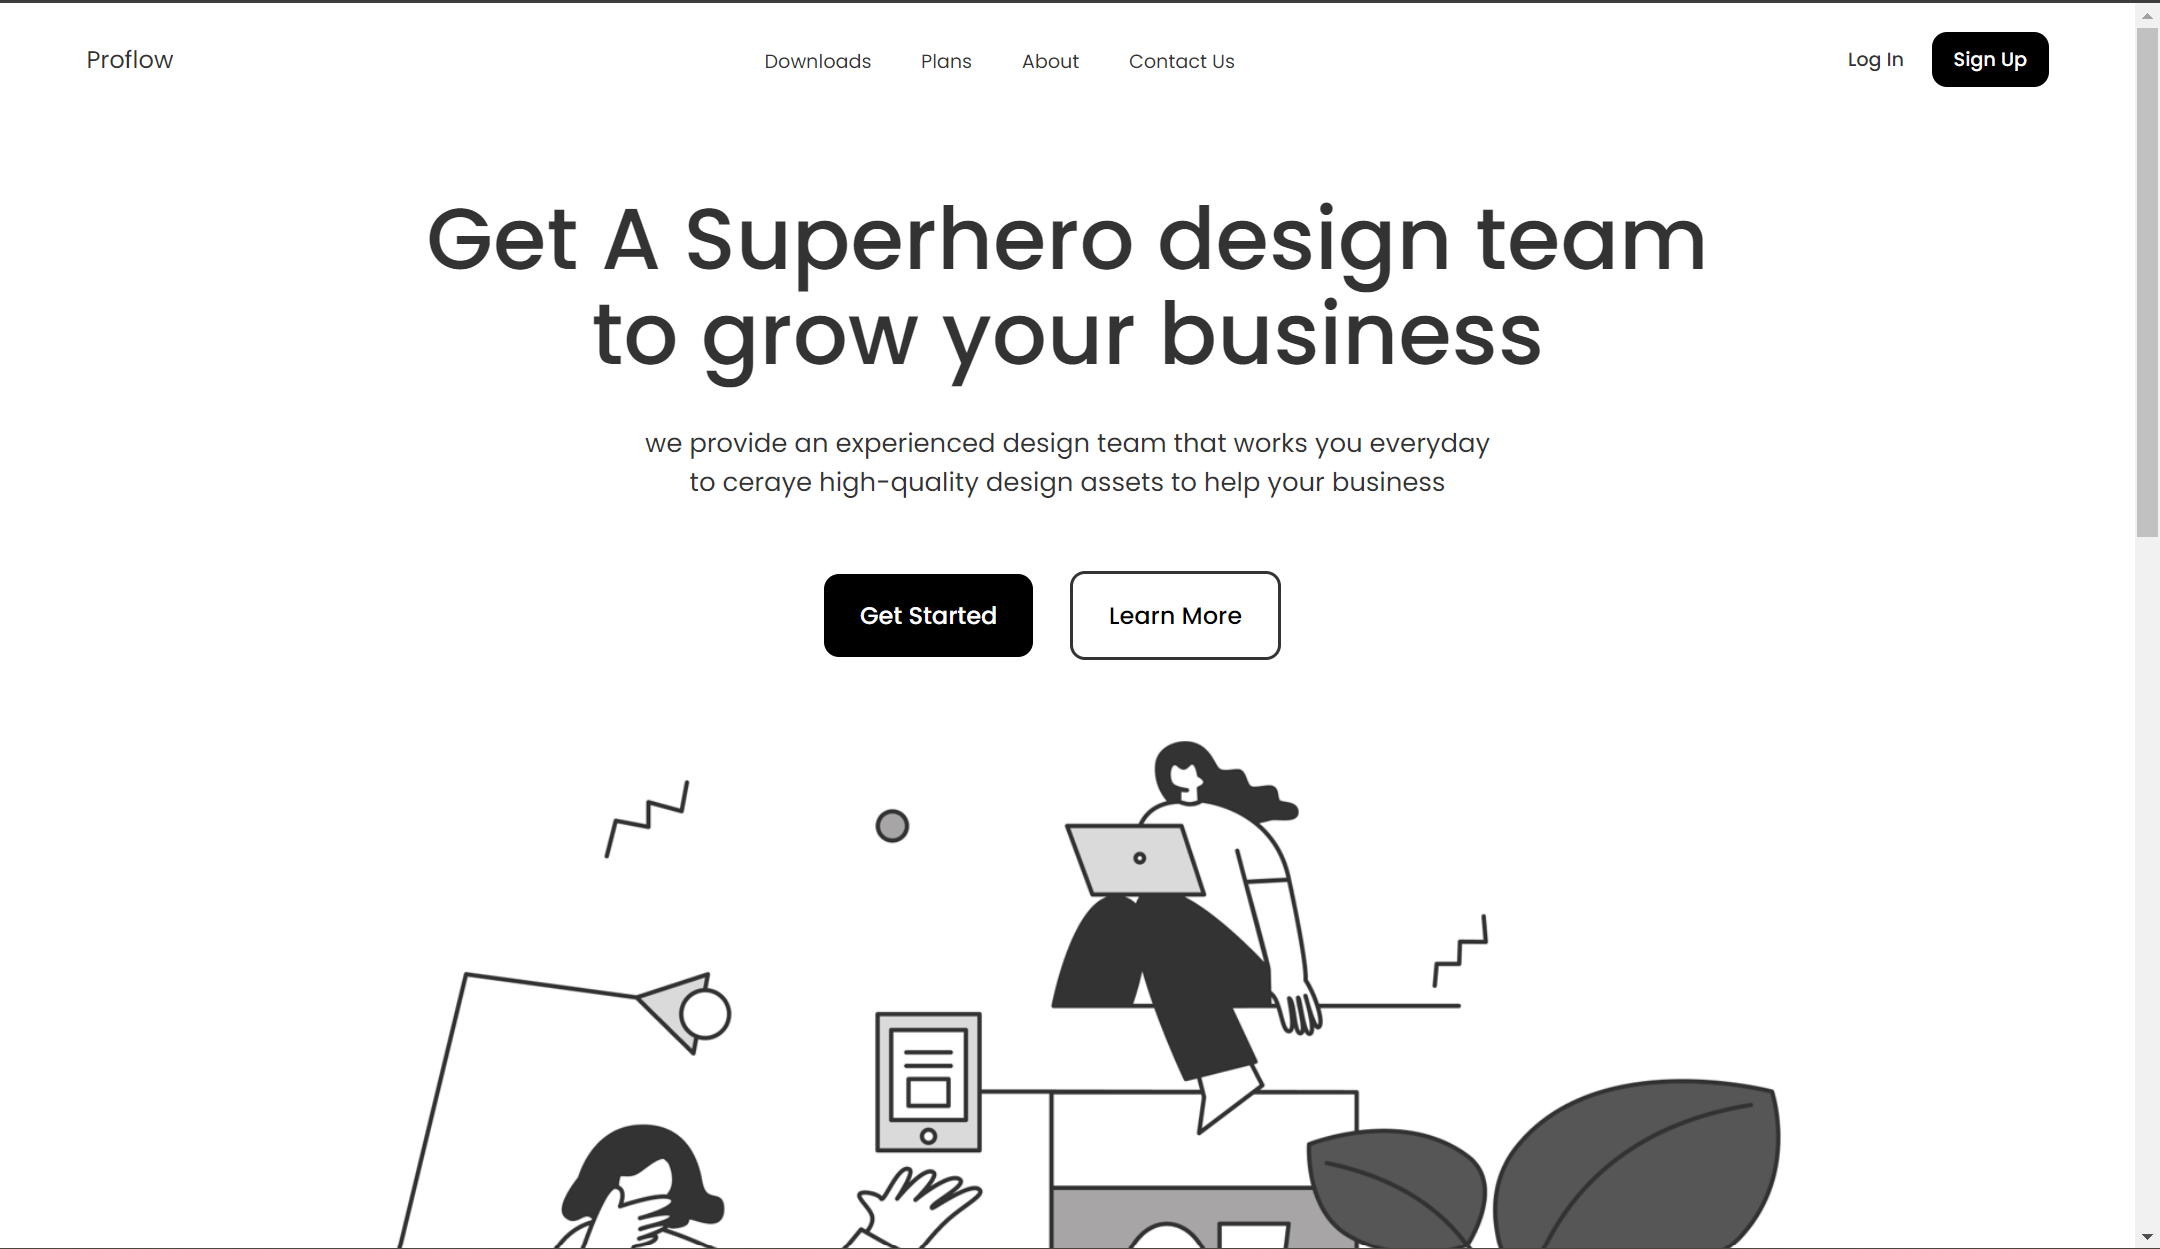 Proflow
Downloads Plans About Contact Us
Log In Sign Up
Get A Superhero design team
to grow your business
we provide an experienced design team that works you everyday
to ceraye high-quality design assets to help your business
Get Started Learn More